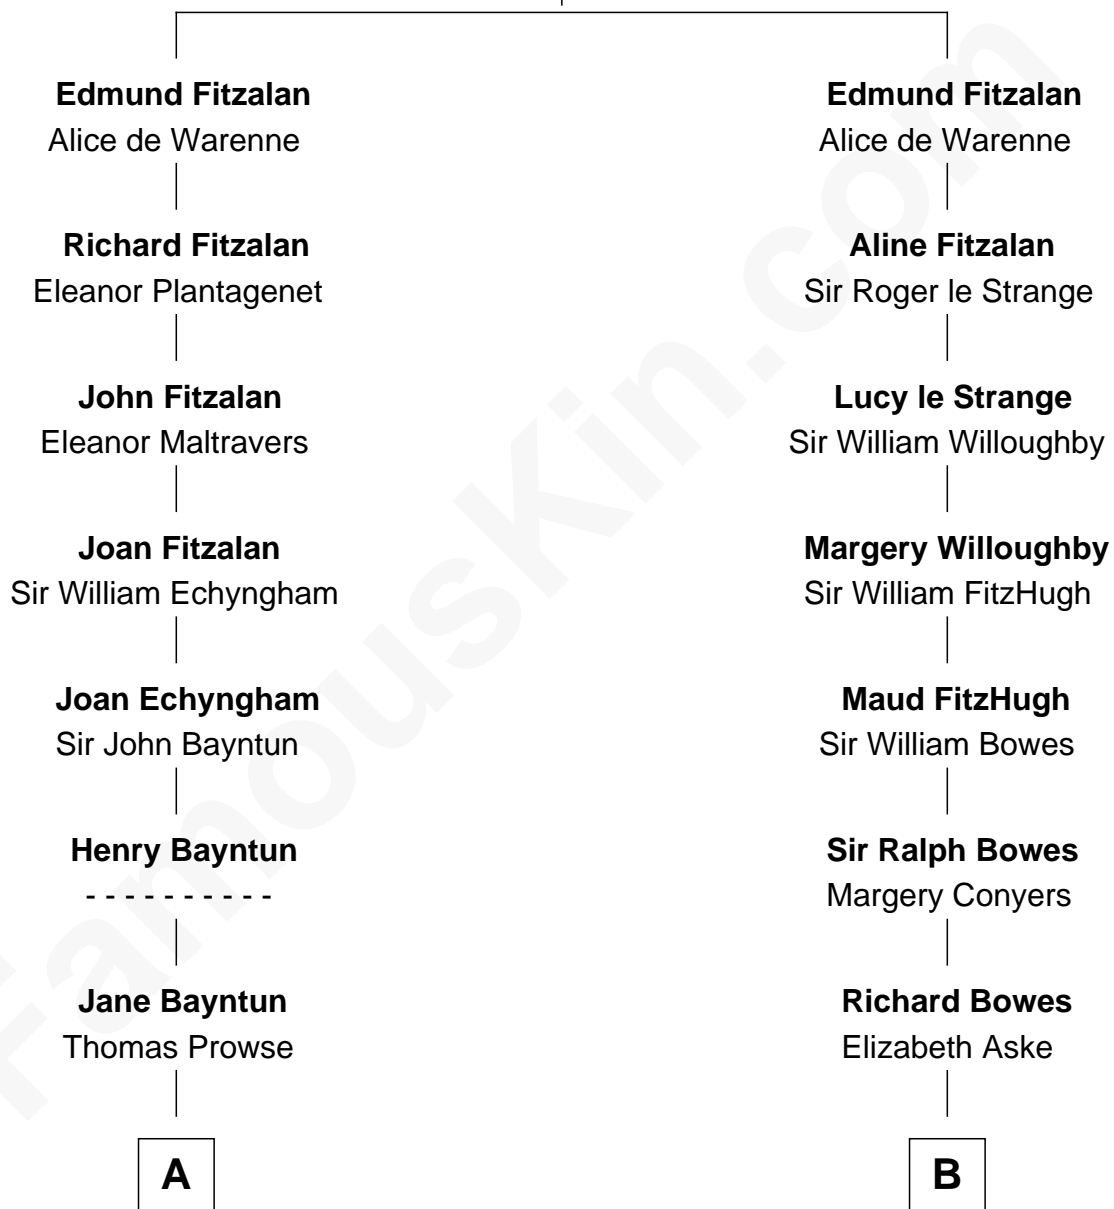 Edmund Fitzalan
Alice de Warenne
Richard Fitzalan
Eleanor Plantagenet
John Fitzalan
Eleanor Maltravers
Joan Fitzalan
Sir William Echyngham
Joan Echyngham
Sir John Bayntun
Henry Bayntun
- - - - - - - - - -
Jane Bayntun
Thomas Prowse
A
Edmund Fitzalan
Alice de Warenne
Aline Fitzalan
Sir Roger le Strange
Lucy le Strange
Sir William Willoughby
Margery Willoughby
Sir William FitzHugh
Maud FitzHugh
Sir William Bowes
Sir Ralph Bowes
Margery Conyers
Richard Bowes
Elizabeth Aske
B
FamousKin.com